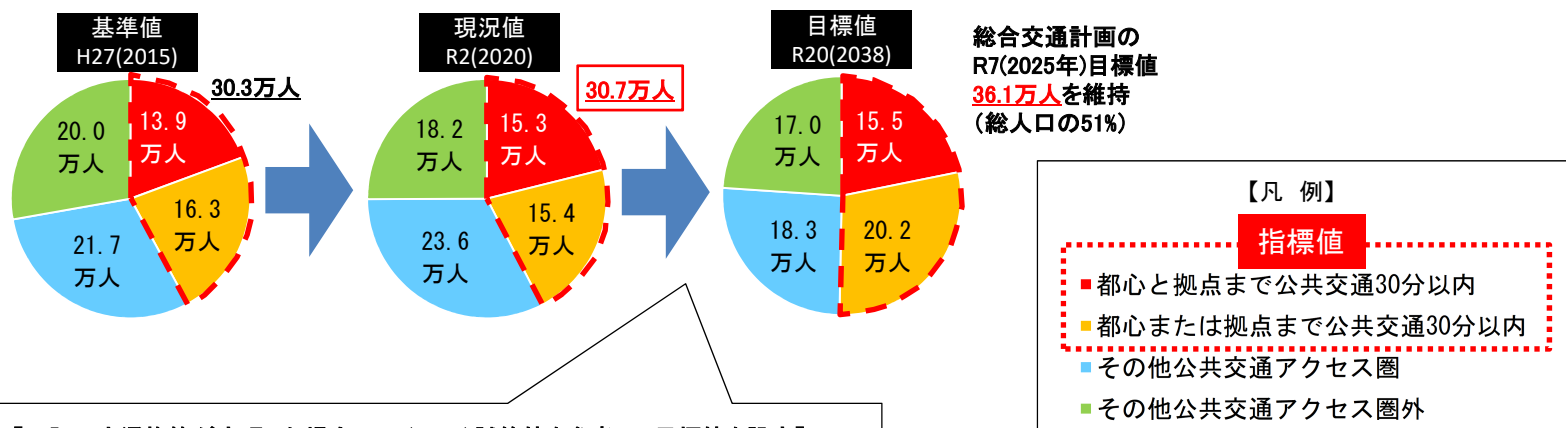 基準値
H27(2015)
30.3万人
13.9
万人
16.3
万人
21.7
万人
20.0
万人
現況値
R2(2020)
30.7万人
15.3
万人
15.4
万人
23.6
万人
18.2
万人
目標値
R20(2038)
15.5
万人
20.2
万人
18.3
万人
17.0
万人
総合交通計画の
R7(2025年)目標値
36.1万人を維持
(総人口の51%)
【凡 例】
指標値
都心と拠点まで公共交通30分以内
都心または拠点まで公共交通30分以内
その他公共交通アクセス圏
その他公共交通アクセス圏外